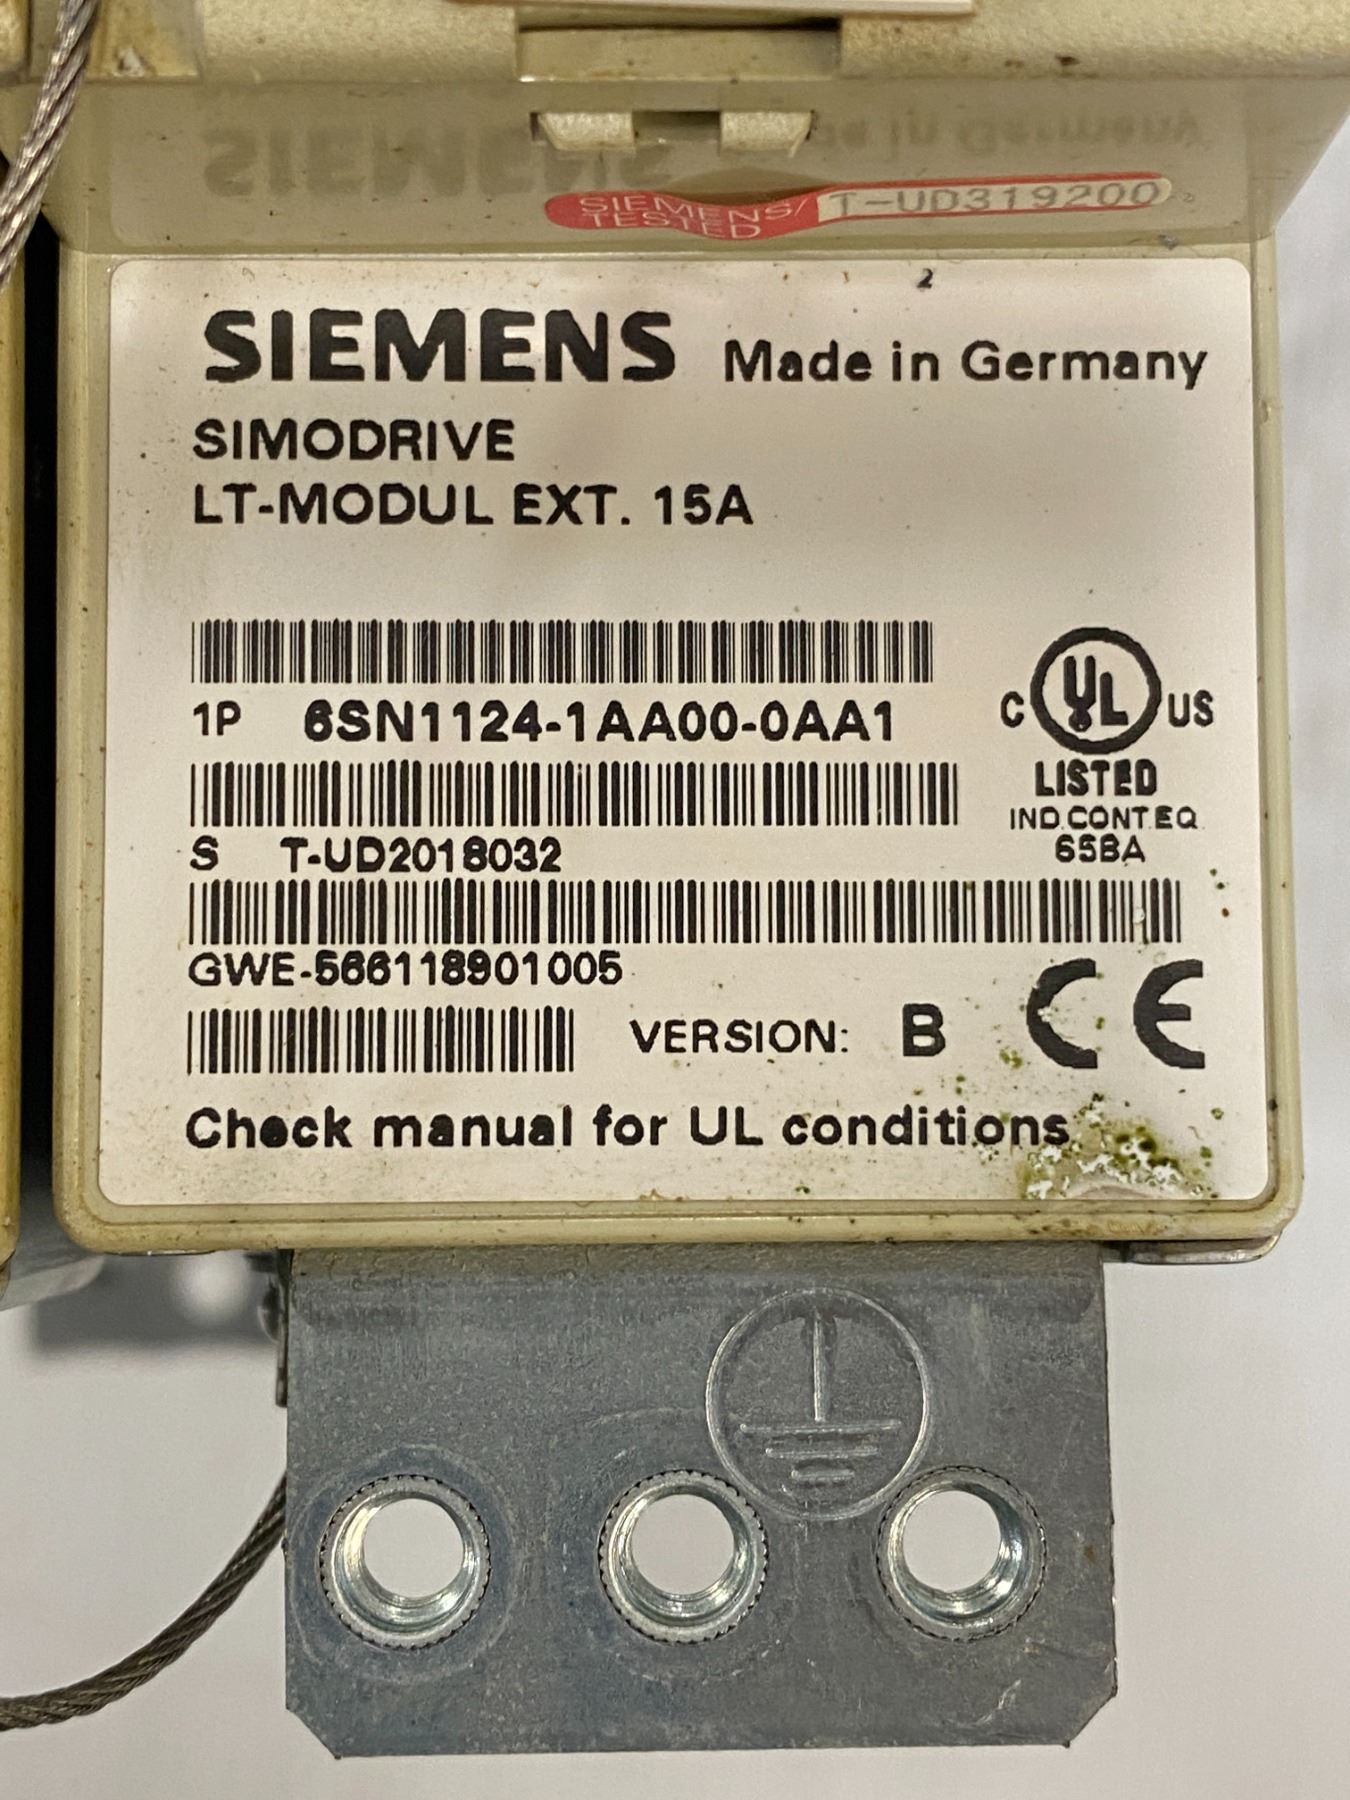 SIEMENS/ T-UD319200
TESTED
2
SIEMENS Made in Germany
SIMODRIVE
LT-MODUL EXT. 15A
1P 6SN1124-1AA00-0AA1
C UL US
LISTED
IND.CONT.EQ.
65BA
S T-UD2018032
GWE-566118901005
VERSION: B CE
Check manual for UL conditions